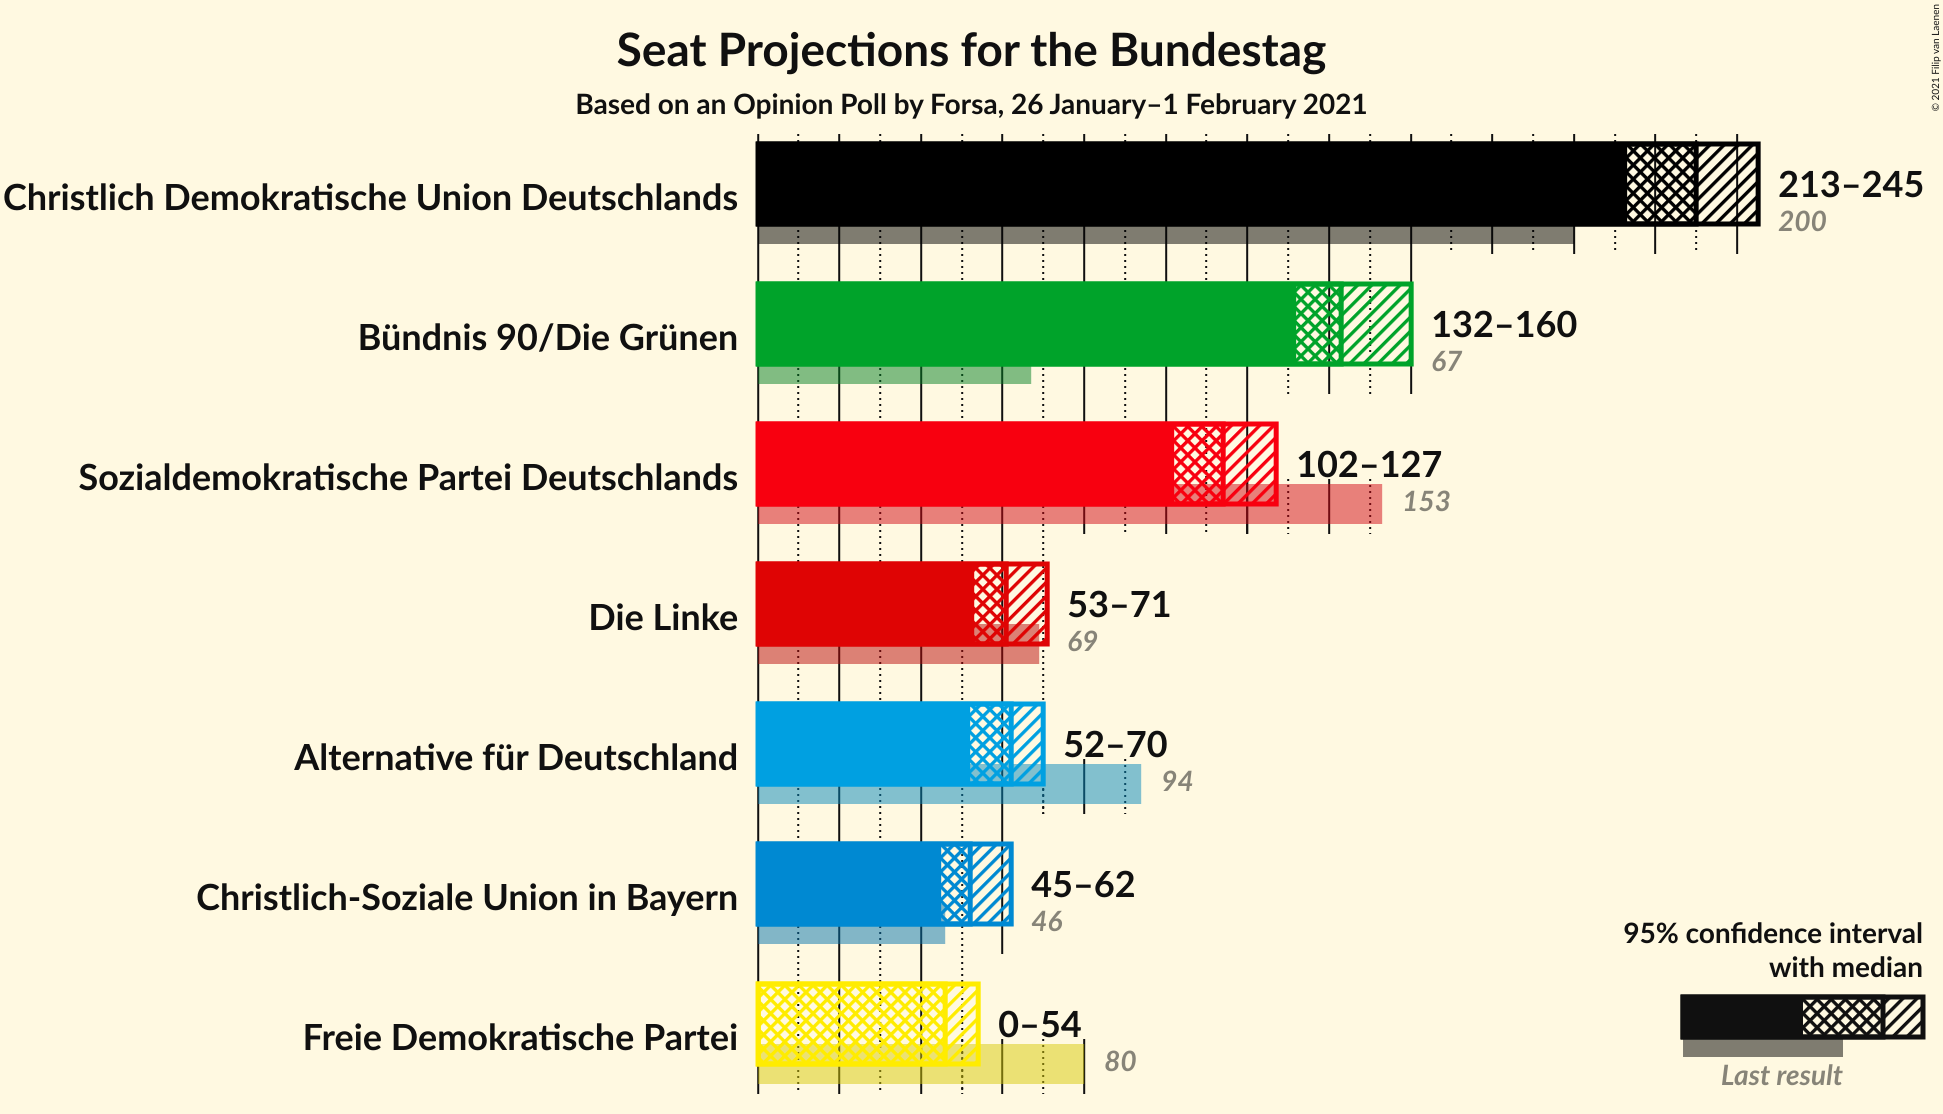 Seat Projections for the Bundestag
Based on an Opinion Poll by Forsa, 26 January–1 February 2021
© 2021 Filip van Laenen
Christlich Demokratische Union Deutschlands
213–245
200
Bündnis 90/Die Grünen
132–160
67
Sozialdemokratische Partei Deutschlands
102–127
153
Die Linke
53–71
69
Alternative für Deutschland
52–70
94
Christlich-Soziale Union in Bayern
45–62
46
Freie Demokratische Partei
0–54
80
95% confidence interval
with median
Last result